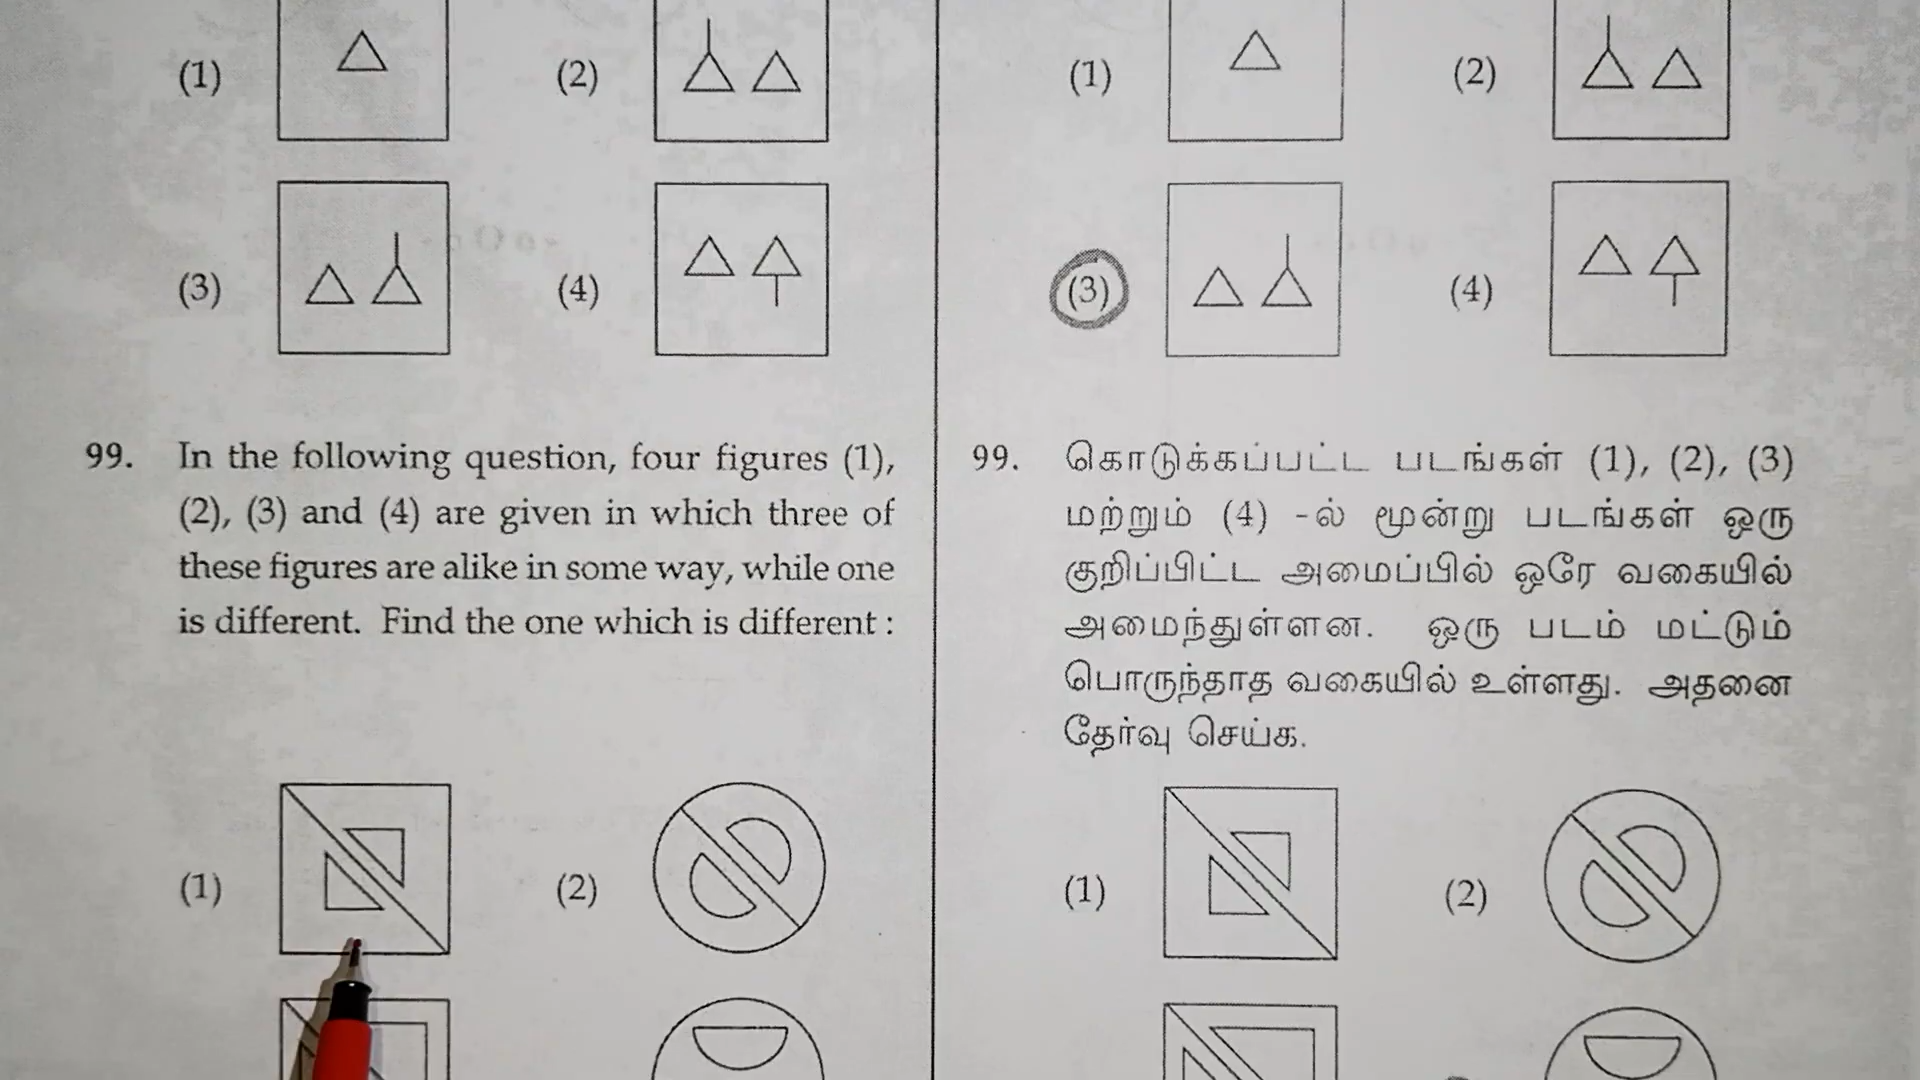 (1)
(2)
(3)
(4)
99. In the following question, four figures (1),
(2), (3) and (4) are given in which three of
these figures are alike in some way, while one
is different. Find the one which is different :
(1)
(2)
(1)
(2)
(3)
(4)
99. கொடுக்கப்பட்ட படங்கள் (1), (2), (3)
மற்றும் (4) -ல் மூன்று படங்கள் ஒரு
குறிப்பிட்ட அமைப்பில் ஒரே வகையில்
அமைந்துள்ளன. ஒரு படம் மட்டும்
பொருந்தாத வகையில் உள்ளது. அதனை
தேர்வு செய்க.
(1)
(2)